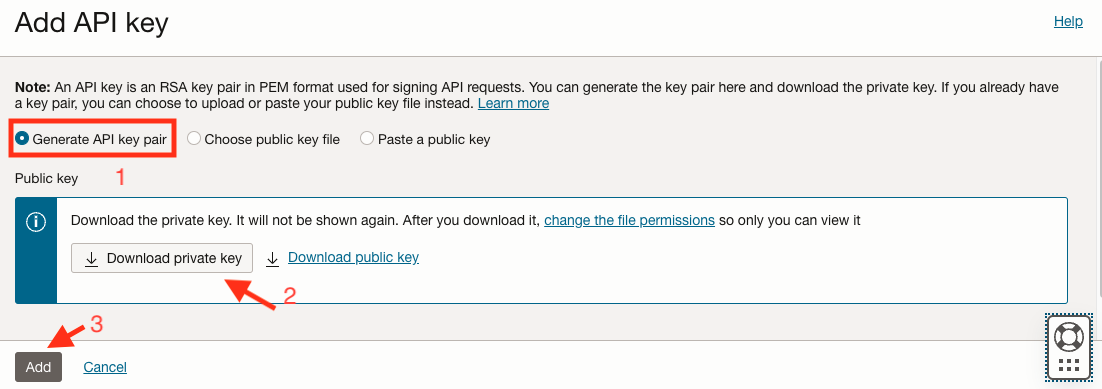 Add API key
Help
Note: An API key is an RSA key pair in PEM format used for signing API requests. You can generate the key pair here and download the private key. If you already have
a key pair, you can choose to upload or paste your public key file instead. Learn more
Generate API key pair Choose public key file Paste a public key
Public key 1
Download the private key. It will not be shown again. After you download it, change the file permissions so only you can view it
Download private key Download public key
2
3
Add Cancel